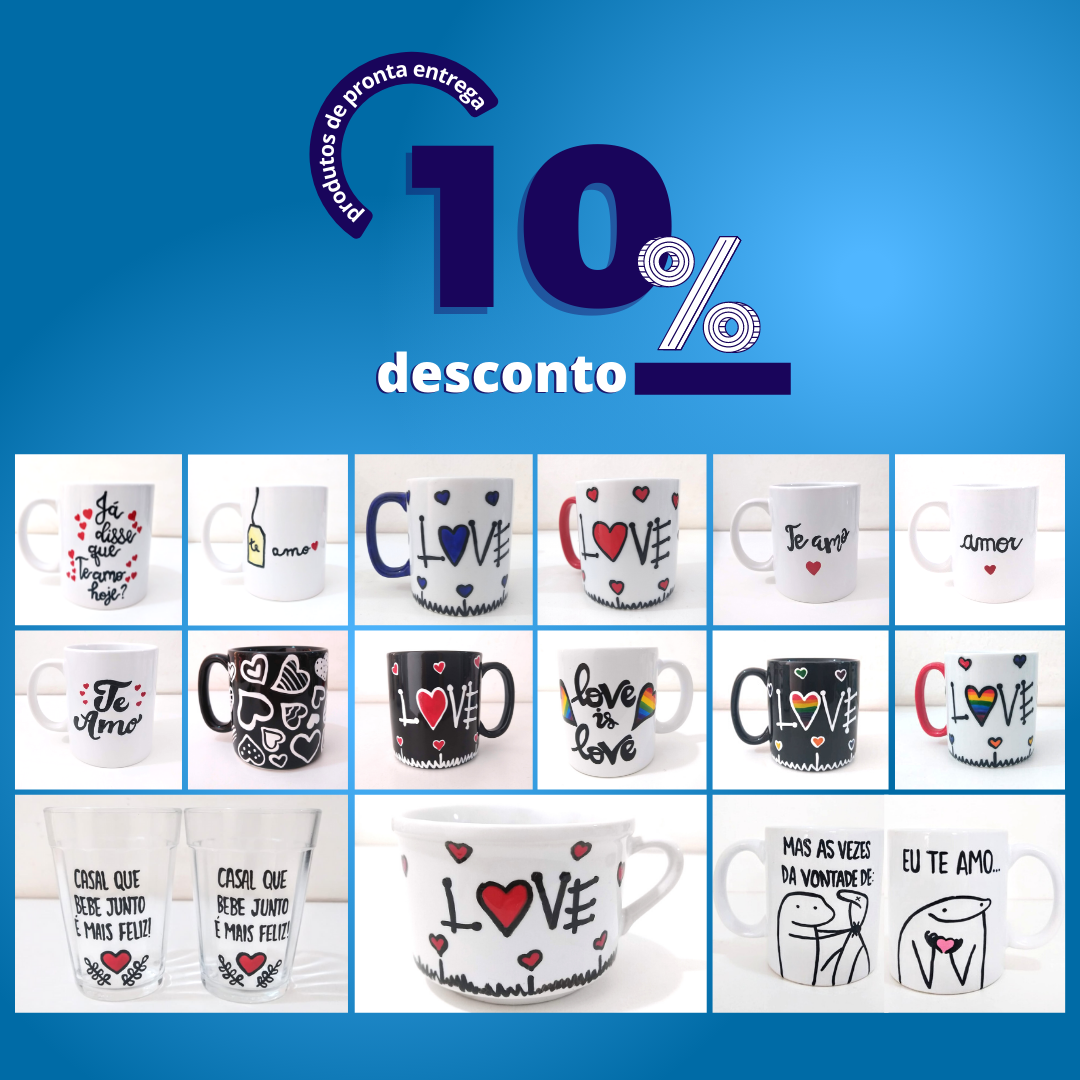 produtos de pronta entrega
10%
desconto
Já
disse
que
Te amo
hoje?
te amo
LOVE
LOVE
Te amo
amor
Te
Amo
LOVE
love
is
love
LOVE
LOVE
CASAL QUE
BEBE JUNTO
É MAIS FELIZ!
CASAL QUE
BEBE JUNTO
É MAIS FELIZ!
LOVE
MAS AS VEZES
DA VONTADE DE:
EU TE AMO...